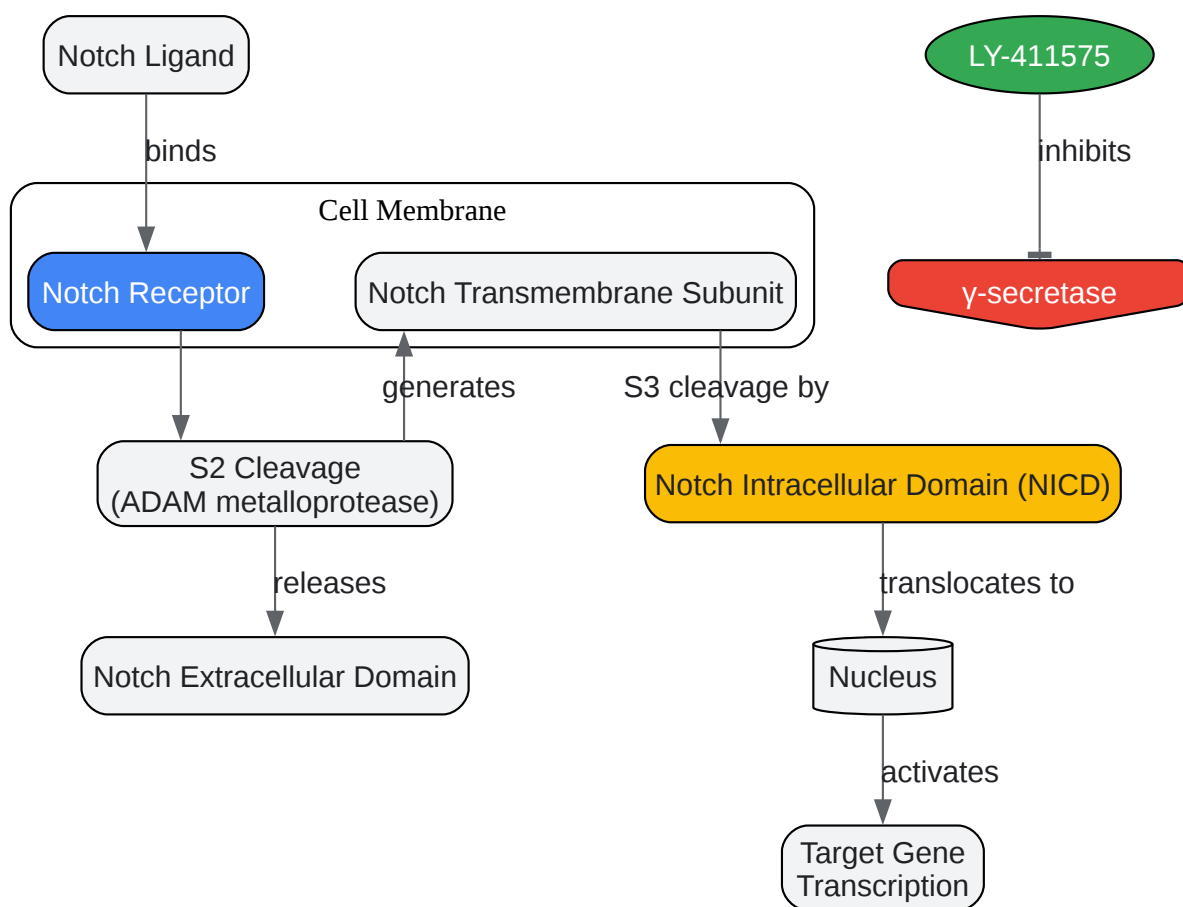 Notch Ligand
LY-411575
binds
inhibits
Cell Membrane
Notch Receptor
Notch Transmembrane Subunit
γ-secretase
generates
S3 cleavage by
S2 Cleavage
(ADAM metalloprotease)
Notch Intracellular Domain (NICD)
releases
translocates to
Notch Extracellular Domain
Nucleus
activates
Target Gene
Transcription